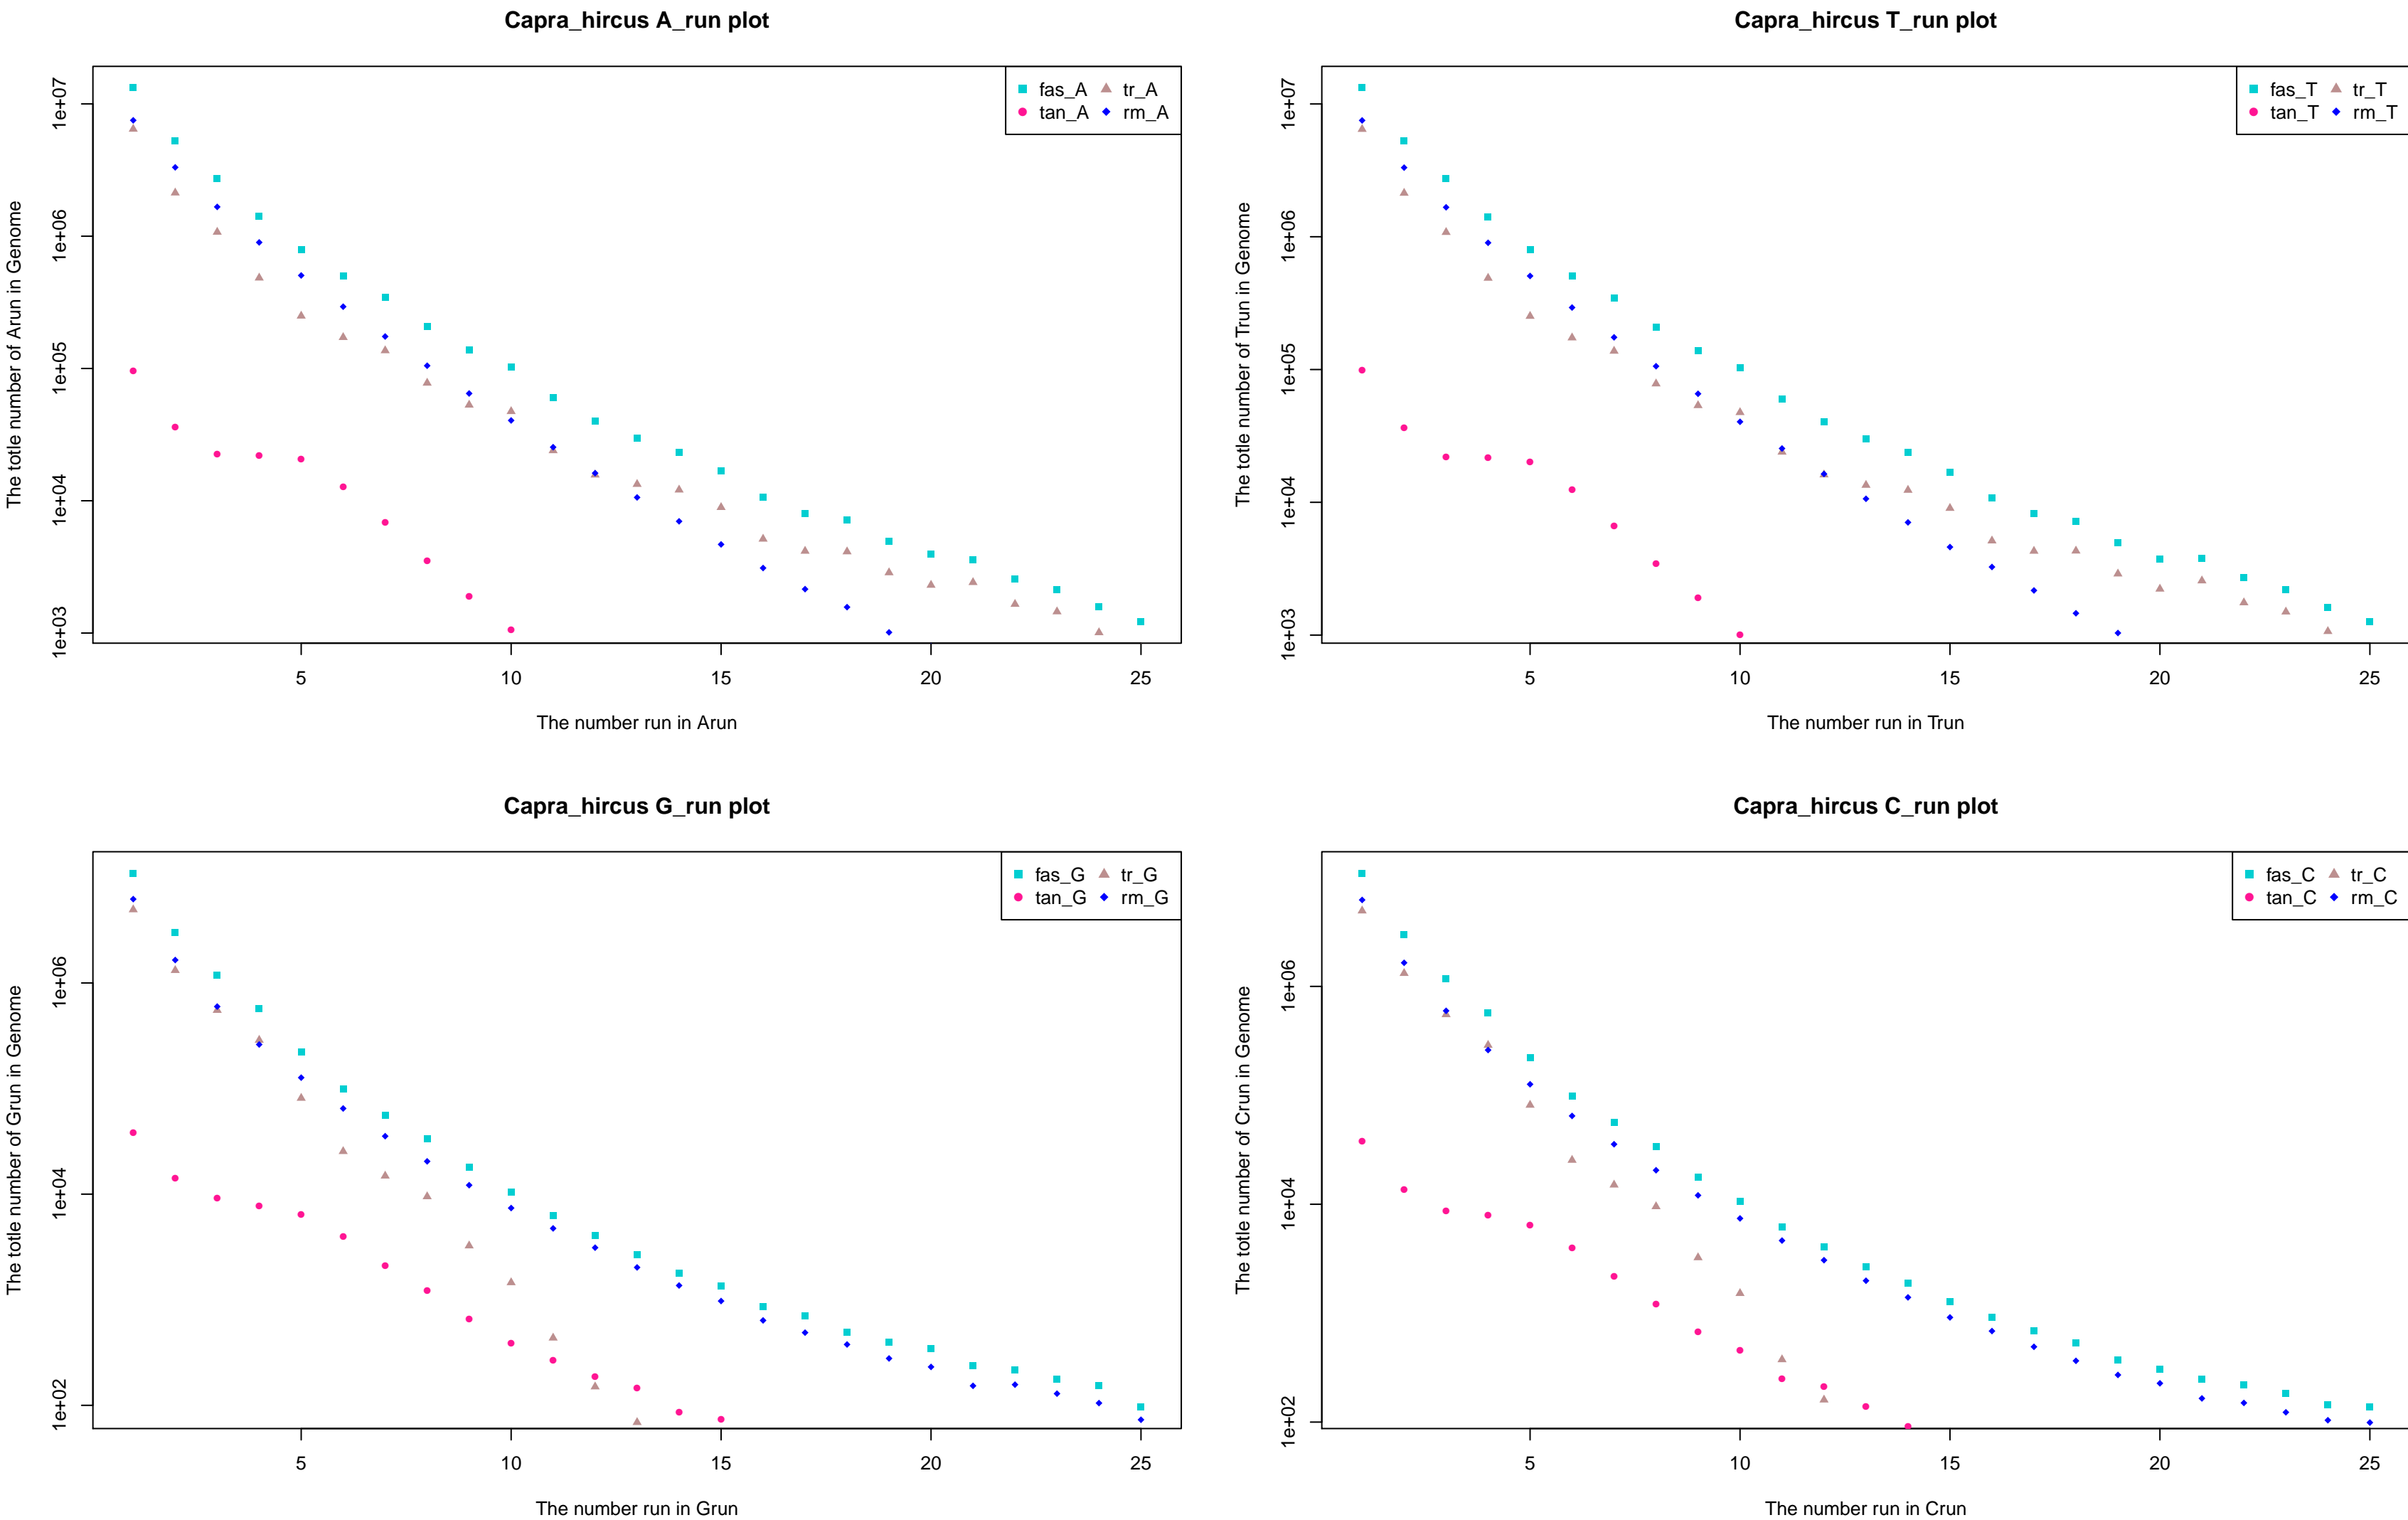 Capra_hircus A_run plot
The totle number of Arun in Genome
1e+07
1e+06
1e+05
1e+04
1e+03
fas_A tr_A
tan_A rm_A
5 10 15 20 25
The number run in Arun
Capra_hircus T_run plot
The totle number of Trun in Genome
1e+07
1e+06
1e+05
1e+04
1e+03
fas_T tr_T
tan_T rm_T
5 10 15 20 25
The number run in Trun
Capra_hircus G_run plot
The totle number of Grun in Genome
1e+06
1e+04
1e+02
fas_G tr_G
tan_G rm_G
5 10 15 20 25
The number run in Grun
Capra_hircus C_run plot
The totle number of Crun in Genome
1e+06
1e+04
1e+02
fas_C tr_C
tan_C rm_C
5 10 15 20 25
The number run in Crun